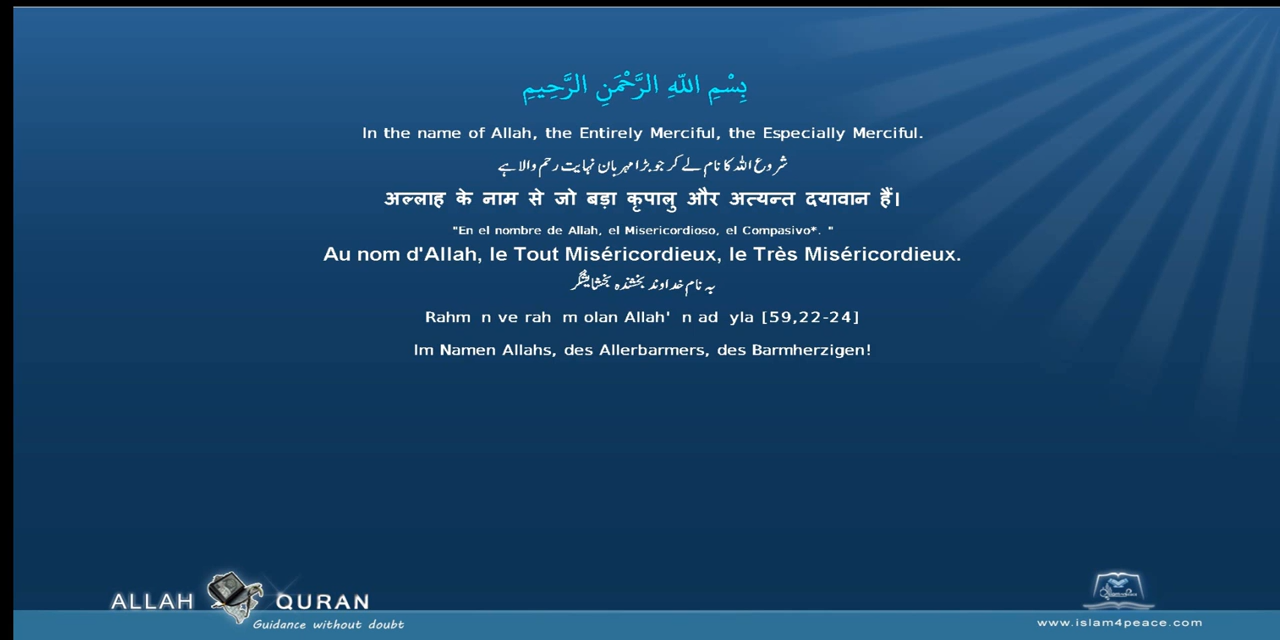 بِسْمِ اللّٰهِ الرَّحْمَنِ الرَّحِيمِ
In the name of Allah, the Entirely Merciful, the Especially Merciful.
شروع الله کا نام لے کر جو بڑا مہربان نہایت رحم والا ہے
अल्लाह के नाम से जो बड़ा कृपालु और अत्यन्त दयावान हैं।
"En el nombre de Allah, el Misericordioso, el Compasivo*. "
Au nom d'Allah, le Tout Miséricordieux, le Très Miséricordieux.
به نام خداوند بخشنده بخشایشگر
Rahm n ve rah m olan Allah' n ad yla [59,22-24]
Im Namen Allahs, des Allerbarmers, des Barmherzigen!
ALLAH QURAN
Guidance without doubt
www.islam4peace.com